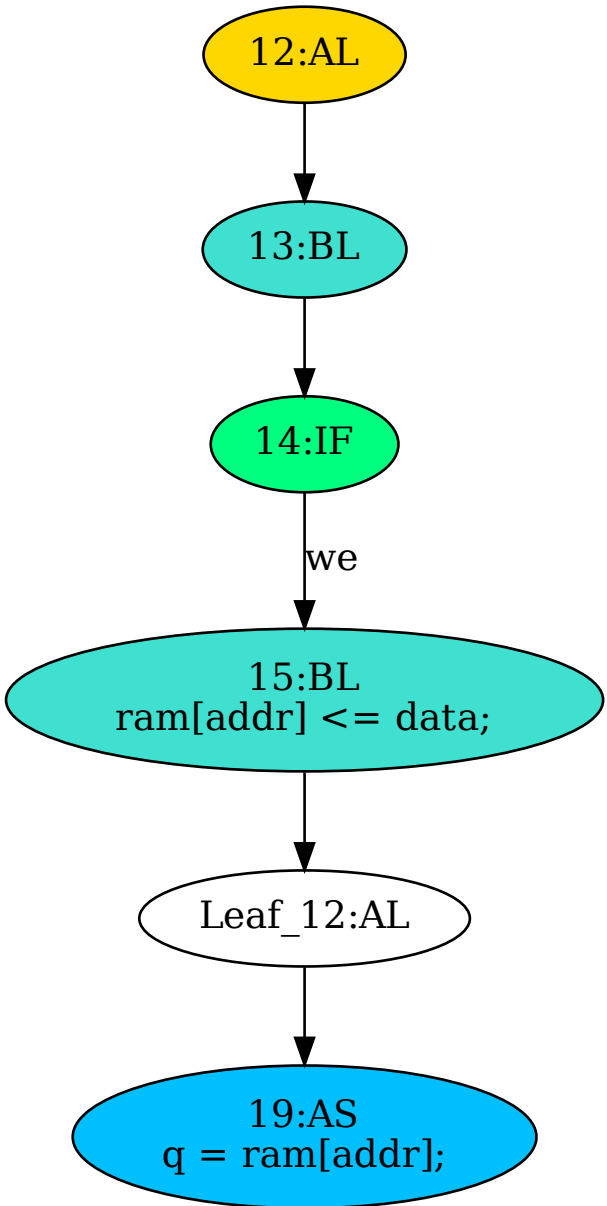 12:AL
13:BL
14:IF
we
15:BL
ram[addr] <= data;
Leaf_12:AL
19:AS
q = ram[addr];